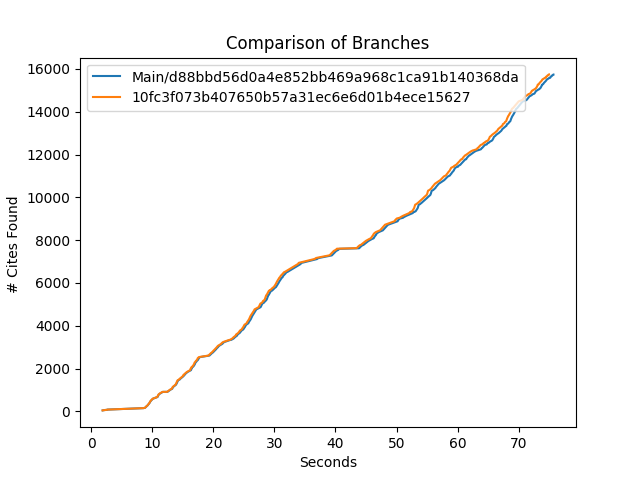 Comparison of Branches
Main/d88bbd56d0a4e852bb469a968c1ca91b140368da
10fc3f073b407650b57a31ec6e6d01b4ece15627
# Cites Found
16000
14000
12000
10000
8000
6000
4000
2000
0
0 10 20 30 40 50 60 70
Seconds